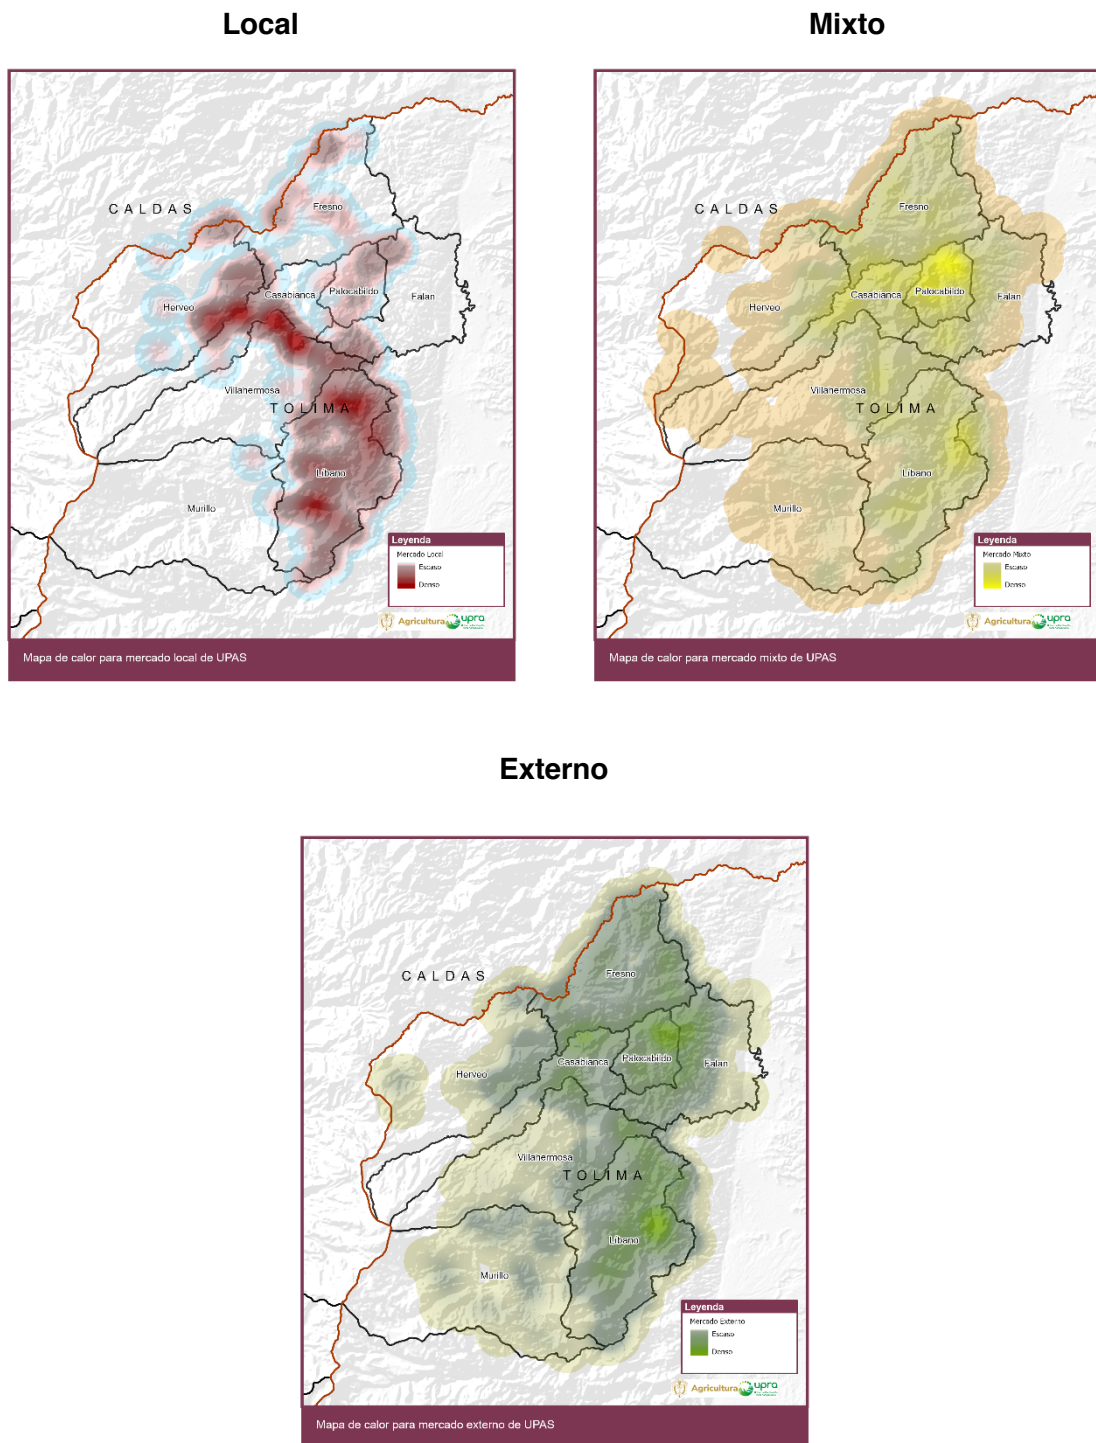 Local
CALDAS
Fresno
Herveo
Casabianca
Palocabildo
Falan
Villahermosa
TOLIMA
Líbano
Murillo
Leyenda
Mercado Local
Escaso
Denso
Agricultura upra
Mapa de calor para mercado local de UPAS
Mixto
CALDAS
Fresno
Herveo
Casabianca
Palocabildo
Falan
Villahermosa
TOLIMA
Líbano
Murillo
Leyenda
Mercado Mixto
Escaso
Denso
Agricultura upra
Mapa de calor para mercado mixto de UPAS
Externo
CALDAS
Fresno
Herveo
Casabianca
Palocabildo
Falan
Villahermosa
TOLIMA
Líbano
Murillo
Leyenda
Mercado Externo
Escaso
Denso
Agricultura upra
Mapa de calor para mercado externo de UPAS